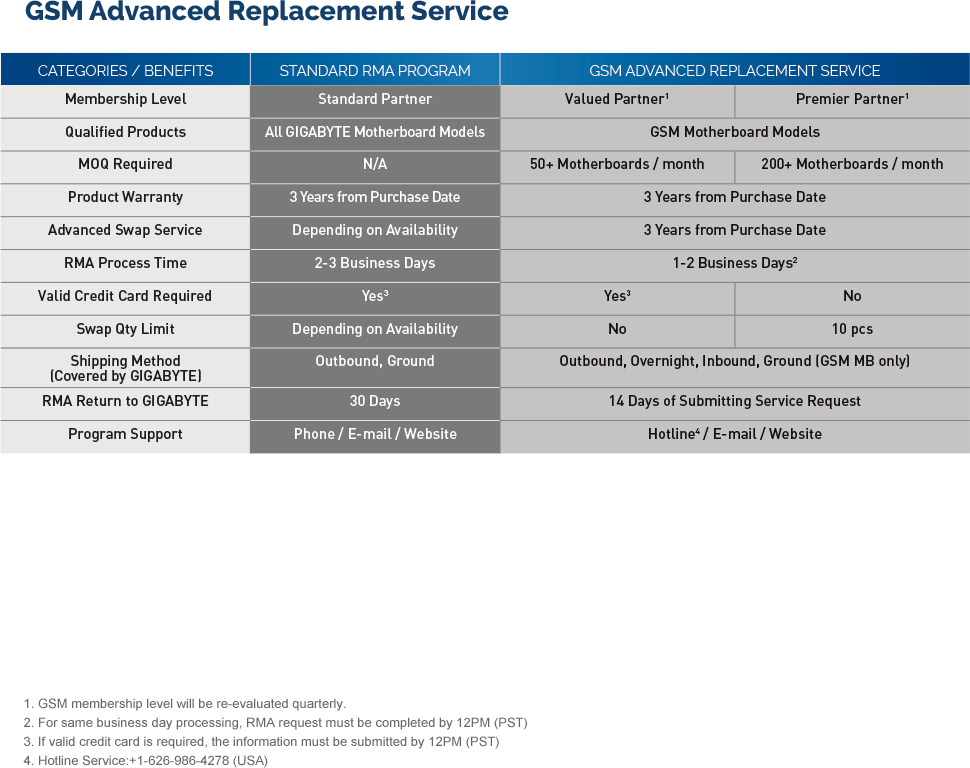 GSM Advanced Replacement Service
CATEGORIES / BENEFITS STANDARD RMA PROGRAM GSM ADVANCED REPLACEMENT SERVICE
Membership Level Standard Partner Valued Partner¹ Premier Partner¹
Qualified Products All GIGABYTE Motherboard Models GSM Motherboard Models
MOQ Required N/A 50+ Motherboards / month 200+ Motherboards / month
Product Warranty 3 Years from Purchase Date 3 Years from Purchase Date
Advanced Swap Service Depending on Availability 3 Years from Purchase Date
RMA Process Time 2-3 Business Days 1-2 Business Days²
Valid Credit Card Required Yes³ Yes³ No
Swap Qty Limit Depending on Availability No 10 pcs
Shipping Method Outbound, Ground Outbound, Overnight, Inbound, Ground (GSM MB only)
(Covered by GIGABYTE)
RMA Return to GIGABYTE 30 Days 14 Days of Submitting Service Request
Program Support Phone / E-mail / Website Hotline⁴ / E-mail / Website
1. GSM membership level will be re-evaluated quarterly.
2. For same business day processing, RMA request must be completed by 12PM (PST)
3. If valid credit card is required, the information must be submitted by 12PM (PST)
4. Hotline Service:+1-626-986-4278 (USA)